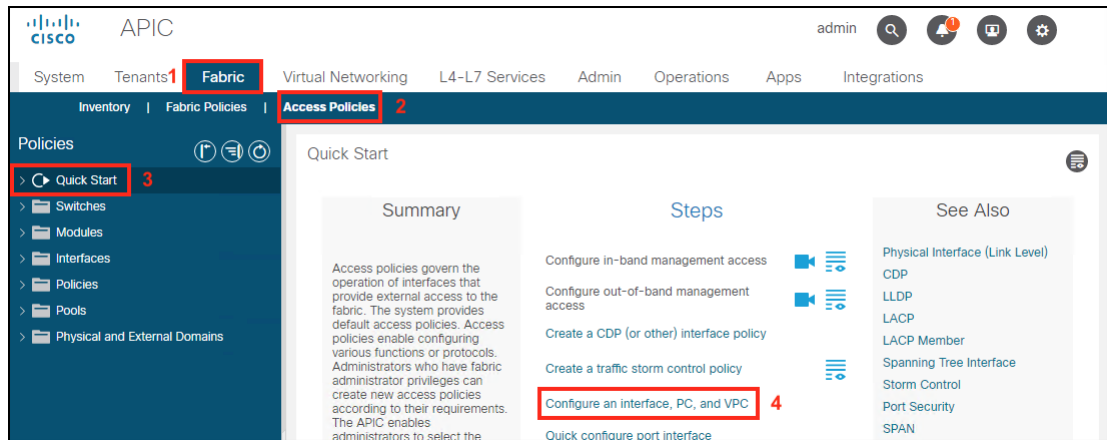 CISCO
APIC
admin
1
System Tenants 1 Fabric Virtual Networking L4-L7 Services Admin Operations Apps Integrations
Inventory | Fabric Policies | Access Policies 2
Policies
> Quick Start 3
> Switches
> Modules
> Interfaces
> Policies
> Pools
> Physical and External Domains
Quick Start
Summary
Access policies govern the
operation of interfaces that
provide external access to the
fabric. The system provides
default access policies. Access
policies enable configuring
various functions or protocols.
Administrators who have fabric
administrator privileges can
create new access policies
according to their requirements.
The APIC enables
administrators to select the
Steps
Configure in-band management access
Configure out-of-band management
access
Create a CDP (or other) interface policy
Create a traffic storm control policy
Configure an interface, PC, and VPC 4
Quick configure port interface
See Also
Physical Interface (Link Level)
CDP
LLDP
LACP
LACP Member
Spanning Tree Interface
Storm Control
Port Security
SPAN